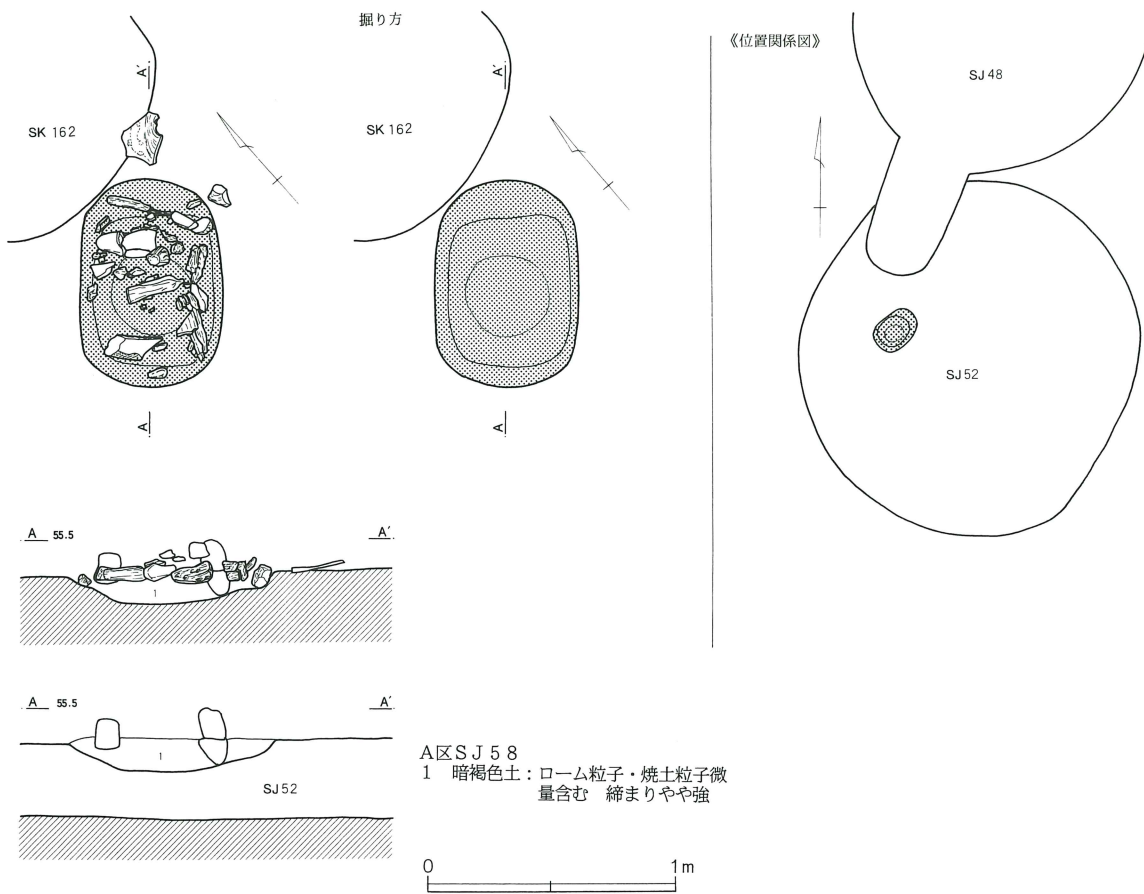 掘り方
《位置関係図》
A′
A′
SJ 48
SK 162
SK 162
SJ 52
A
A
A 55.5 A′
1
A 55.5 A′
1
SJ 52
A区SJ58
1 暗褐色土：ローム粒子・焼土粒子微
量含む 締まりやや強
0 1m